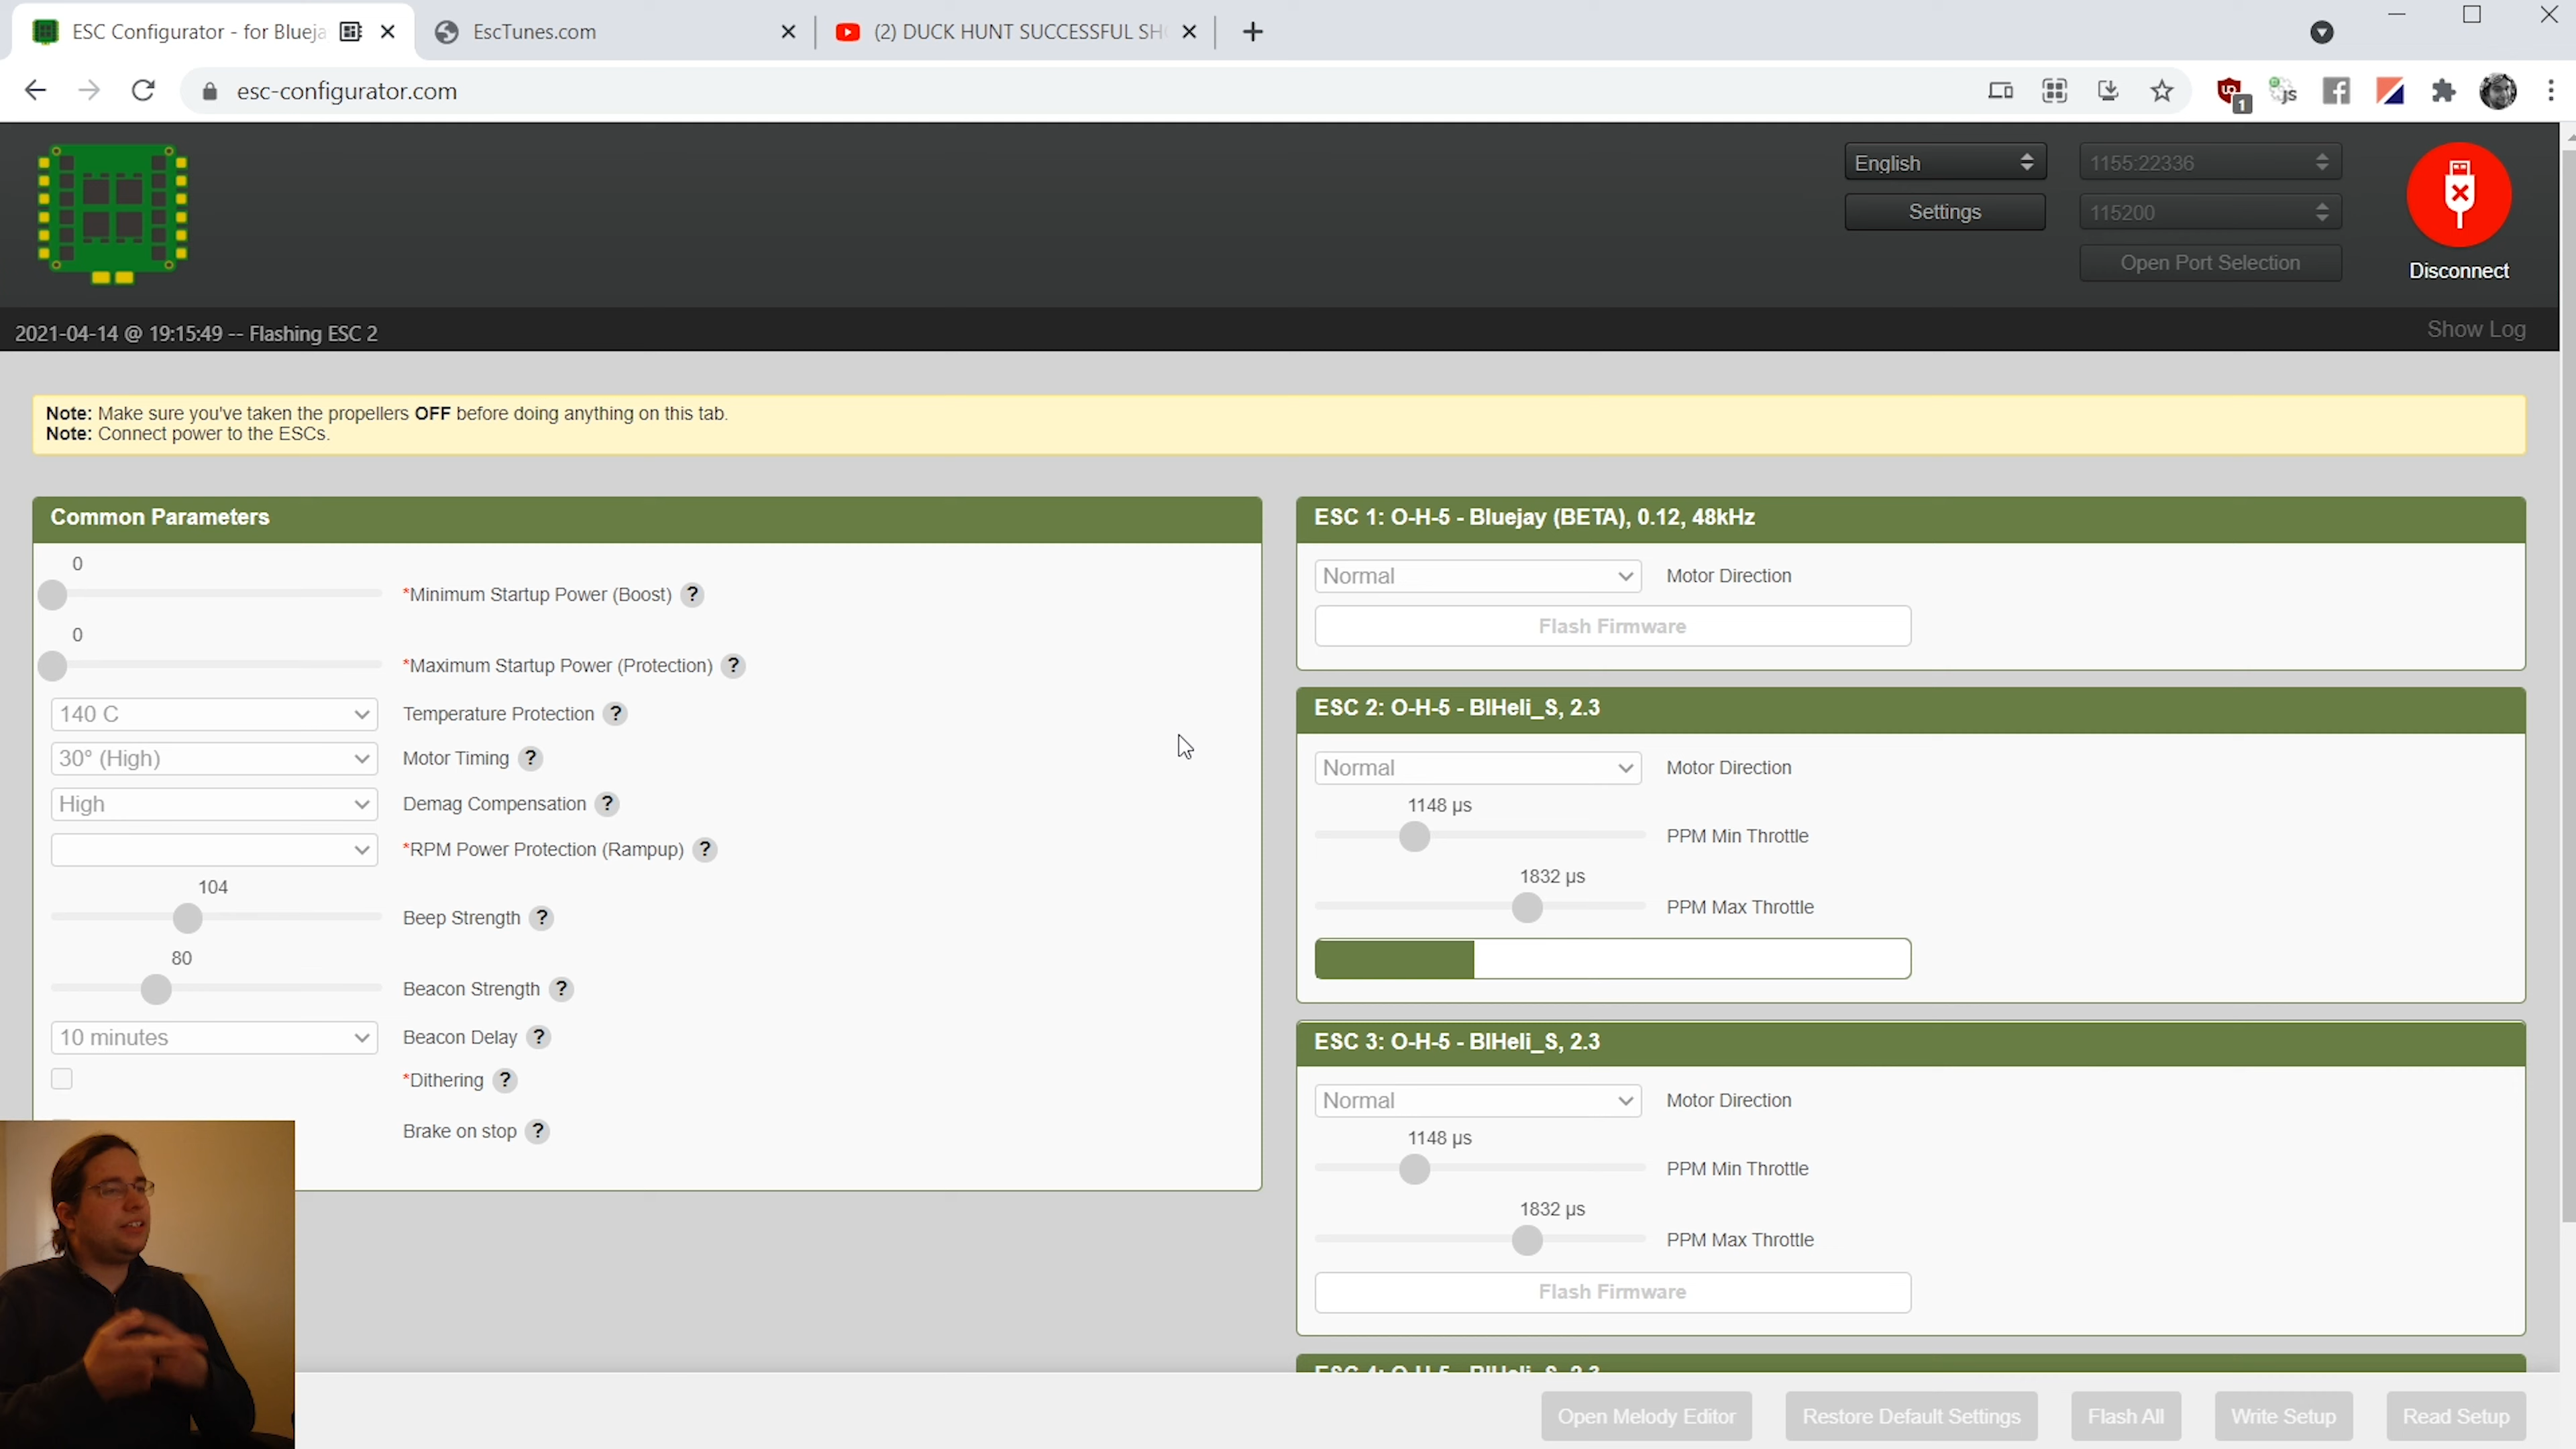 ESC Configurator - for Blueja
EscTunes.com
(2) DUCK HUNT SUCCESSFUL SH
esc-configurator.com
1
js
English
1155:22336
Settings
115200
Open Port Selection
Disconnect
2021-04-14 @ 19:15:49 -- Flashing ESC 2
Show Log
Note: Make sure you've taken the propellers OFF before doing anything on this tab.
Note: Connect power to the ESCs.
Common Parameters
0
*Minimum Startup Power (Boost) ?
0
*Maximum Startup Power (Protection) ?
140 C Temperature Protection ?
30° (High) Motor Timing ?
High Demag Compensation ?
*RPM Power Protection (Rampup) ?
104
Beep Strength ?
80
Beacon Strength ?
10 minutes Beacon Delay ?
*Dithering ?
Brake on stop ?
ESC 1: O-H-5 - Bluejay (BETA), 0.12, 48kHz
Normal Motor Direction
Flash Firmware
ESC 2: O-H-5 - BlHeli_S, 2.3
Normal Motor Direction
1148 µs
PPM Min Throttle
1832 µs
PPM Max Throttle
ESC 3: O-H-5 - BlHeli_S, 2.3
Normal Motor Direction
1148 µs
PPM Min Throttle
1832 µs
PPM Max Throttle
Flash Firmware
ESC 4: O-H-5 - BlHeli_S, 2.3
Open Melody Editor
Restore Default Settings
Flash All
Write Setup
Read Setup